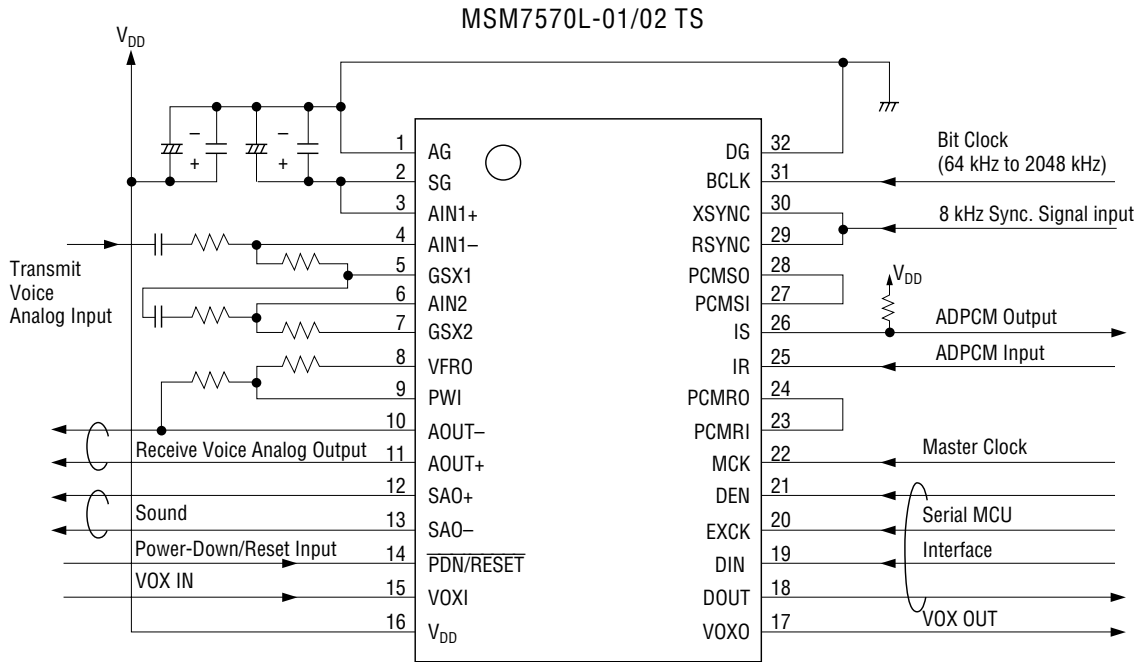 MSM7570L-01/02 TS
V_DD
− −
+ +
1 AG
2 SG
3 AIN1+
4 AIN1−
5 GSX1
6 AIN2
7 GSX2
8 VFRO
9 PWI
10 AOUT−
11 AOUT+
12 SAO+
13 SAO−
14 PDN/RESET
15 VOXI
16 V_DD
Transmit
Voice
Analog Input
Receive Voice Analog Output
Sound
Power-Down/Reset Input
VOX IN
DG 32
BCLK 31
XSYNC 30
RSYNC 29
PCMSO 28
PCMSI 27
IS 26
IR 25
PCMRO 24
PCMRI 23
MCK 22
DEN 21
EXCK 20
DIN 19
DOUT 18
VOXO 17
Bit Clock
(64 kHz to 2048 kHz)
8 kHz Sync. Signal input
V_DD
ADPCM Output
ADPCM Input
Master Clock
Serial MCU
Interface
VOX OUT